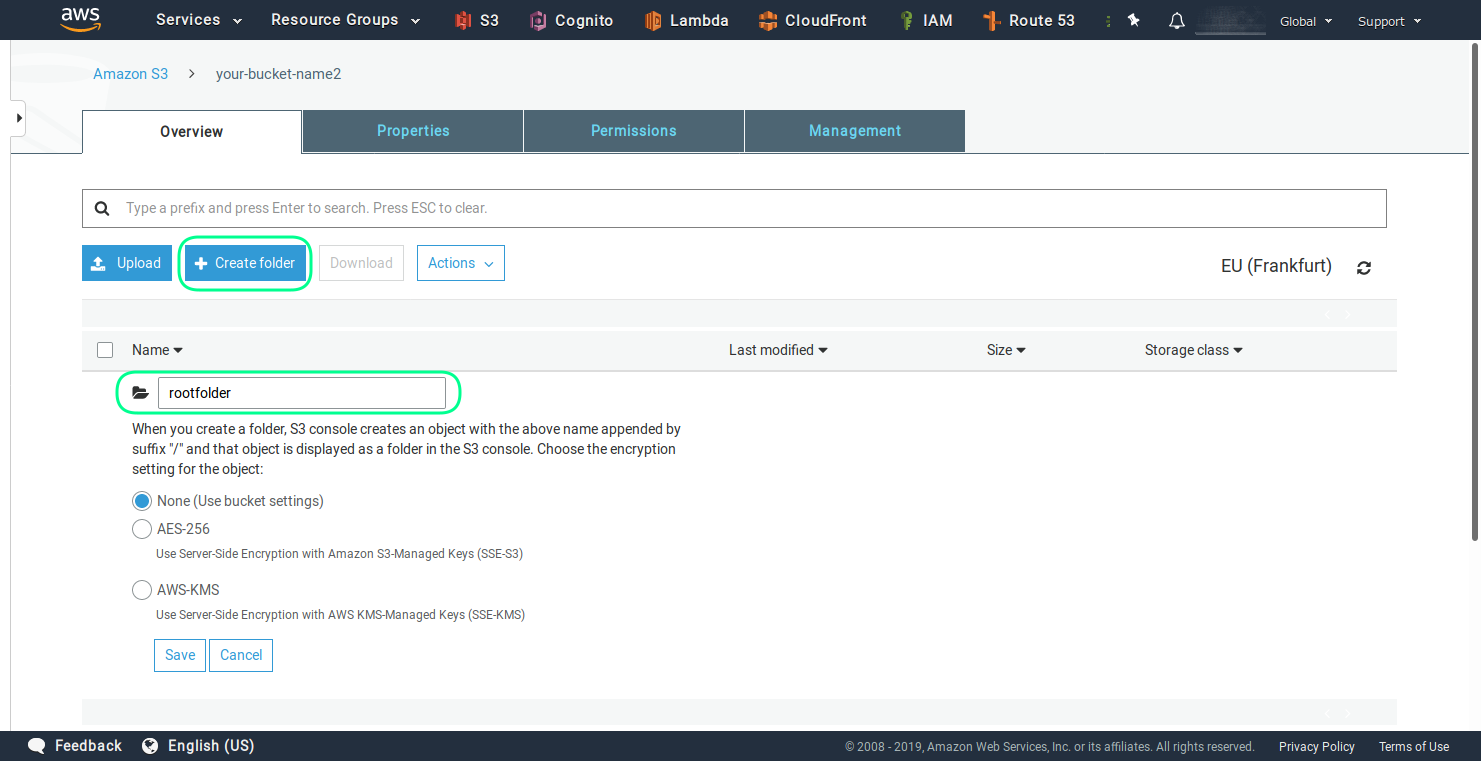 aws Services Resource Groups S3 Cognito Lambda CloudFront IAM Route 53 Global Support
Amazon S3 your-bucket-name2
Overview Properties Permissions Management
Type a prefix and press Enter to search. Press ESC to clear.
Upload Create folder Download Actions EU (Frankfurt)
Name Last modified Size Storage class
rootfolder
When you create a folder, S3 console creates an object with the above name appended by
suffix "/" and that object is displayed as a folder in the S3 console. Choose the encryption
setting for the object:
None (Use bucket settings)
AES-256
Use Server-Side Encryption with Amazon S3-Managed Keys (SSE-S3)
AWS-KMS
Use Server-Side Encryption with AWS KMS-Managed Keys (SSE-KMS)
Save Cancel
Feedback English (US) © 2008 - 2019, Amazon Web Services, Inc. or its affiliates. All rights reserved. Privacy Policy Terms of Use